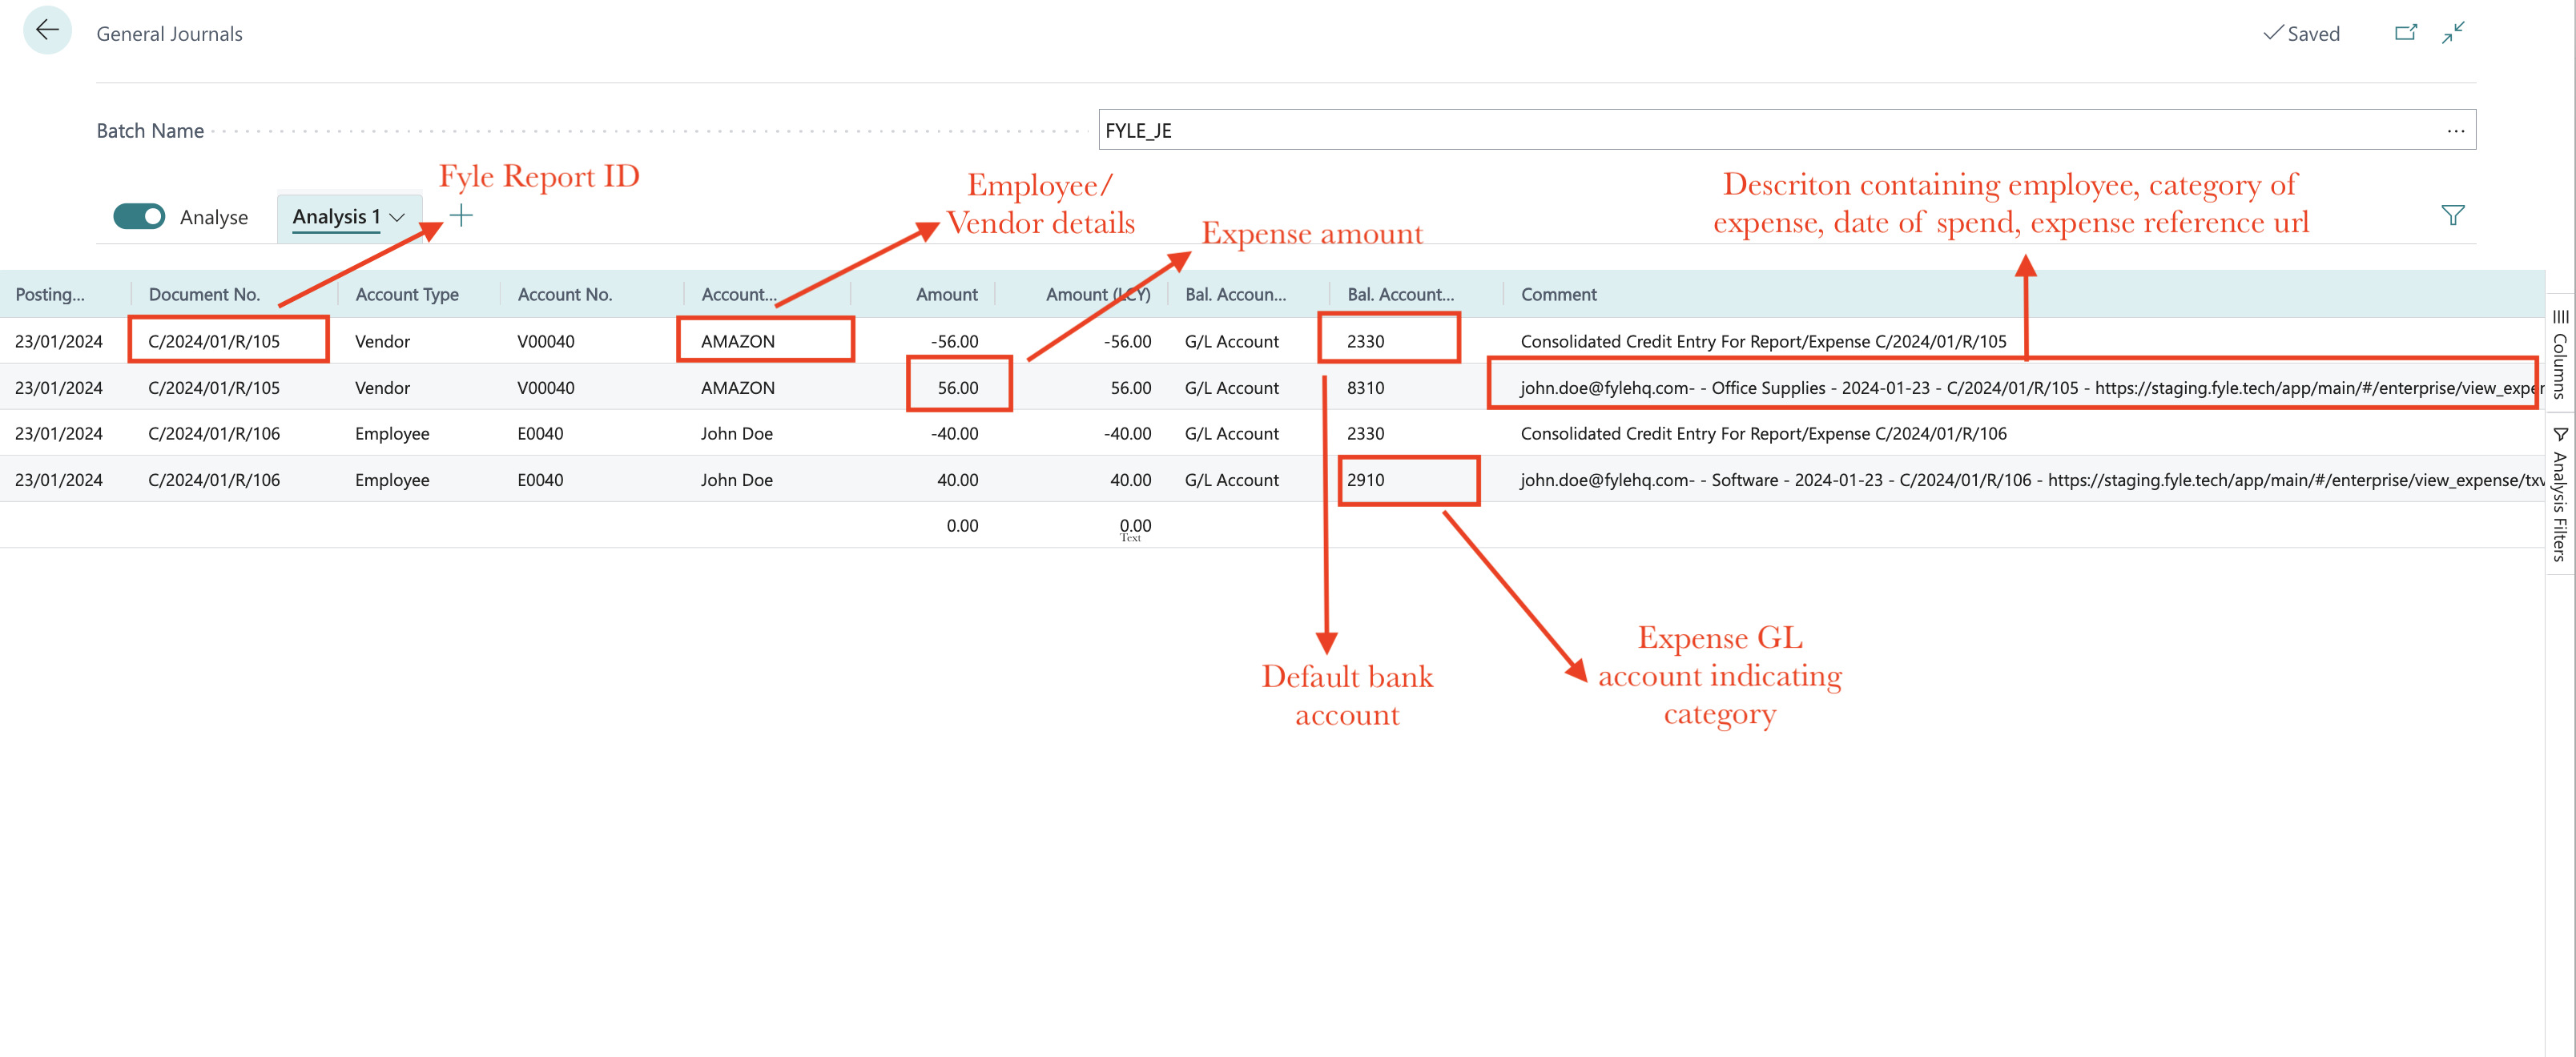 General Journals
Saved
Batch Name
FYLE_JE
Fyle Report ID
Employee/
Vendor details
Expense amount
Descriton containing employee, category of
expense, date of spend, expense reference url
Analyse
Analysis 1
Posting... Document No. Account Type Account No. Account... Amount Amount (LCY) Bal. Accoun... Bal. Account... Comment
23/01/2024 C/2024/01/R/105 Vendor V00040 AMAZON -56.00 -56.00 G/L Account 2330 Consolidated Credit Entry For Report/Expense C/2024/01/R/105
23/01/2024 C/2024/01/R/105 Vendor V00040 AMAZON 56.00 56.00 G/L Account 8310 john.doe@fylehq.com- - Office Supplies - 2024-01-23 - C/2024/01/R/105 - https://staging.fyle.tech/app/main/#/enterprise/view_exper
23/01/2024 C/2024/01/R/106 Employee E0040 John Doe -40.00 -40.00 G/L Account 2330 Consolidated Credit Entry For Report/Expense C/2024/01/R/106
23/01/2024 C/2024/01/R/106 Employee E0040 John Doe 40.00 40.00 G/L Account 2910 john.doe@fylehq.com- - Software - 2024-01-23 - C/2024/01/R/106 - https://staging.fyle.tech/app/main/#/enterprise/view_expense/txv
0.00 0.00
Text
Columns
Analysis Filters
Default bank
account
Expense GL
account indicating
category